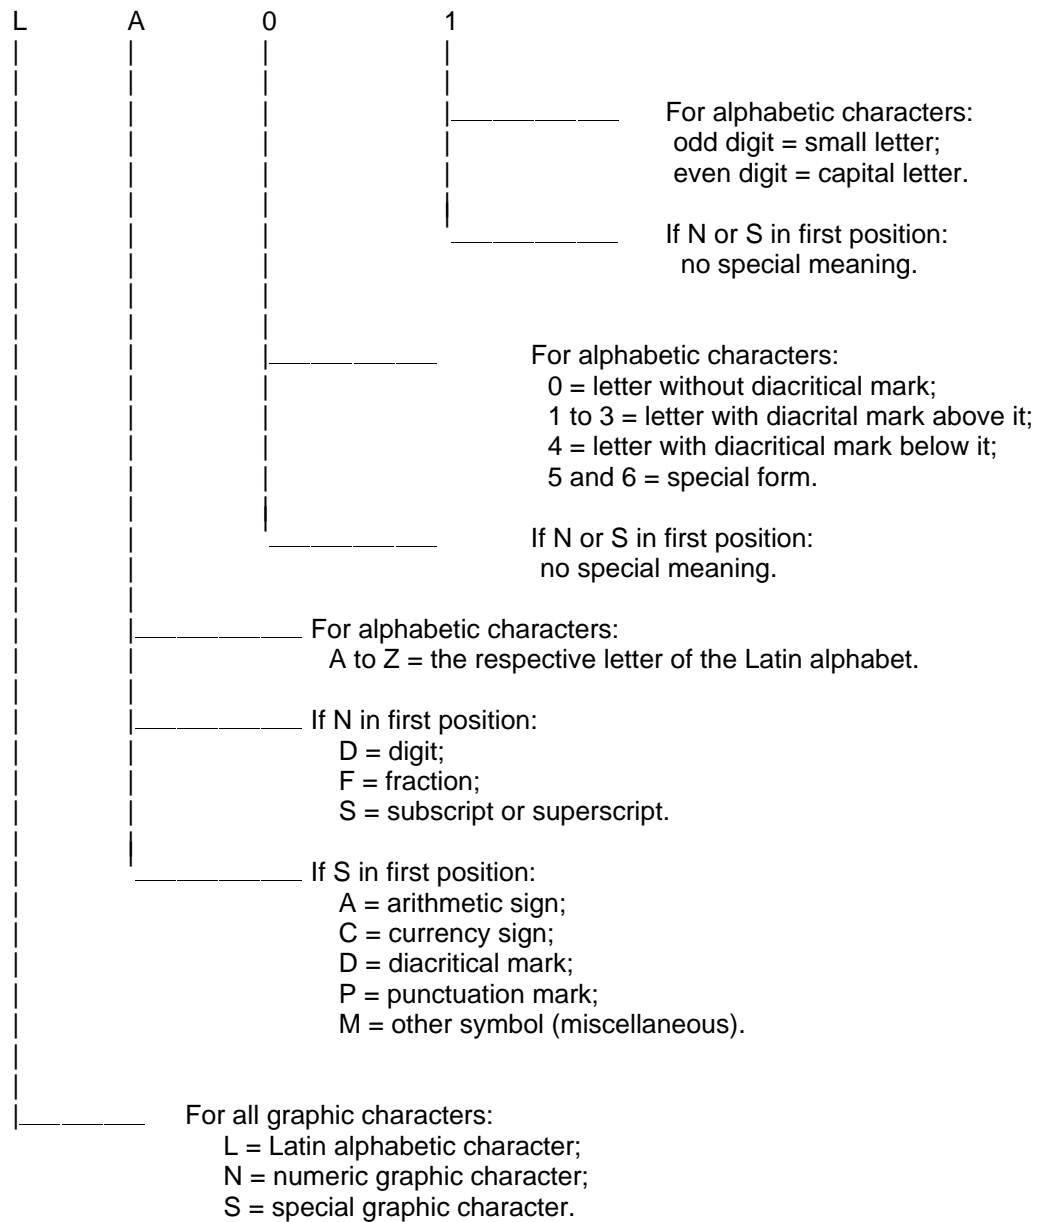 L A 0 1
For alphabetic characters:
odd digit = small letter;
even digit = capital letter.
If N or S in first position:
no special meaning.
For alphabetic characters:
0 = letter without diacritical mark;
1 to 3 = letter with diacrital mark above it;
4 = letter with diacritical mark below it;
5 and 6 = special form.
If N or S in first position:
no special meaning.
For alphabetic characters:
A to Z = the respective letter of the Latin alphabet.
If N in first position:
D = digit;
F = fraction;
S = subscript or superscript.
If S in first position:
A = arithmetic sign;
C = currency sign;
D = diacritical mark;
P = punctuation mark;
M = other symbol (miscellaneous).
For all graphic characters:
L = Latin alphabetic character;
N = numeric graphic character;
S = special graphic character.